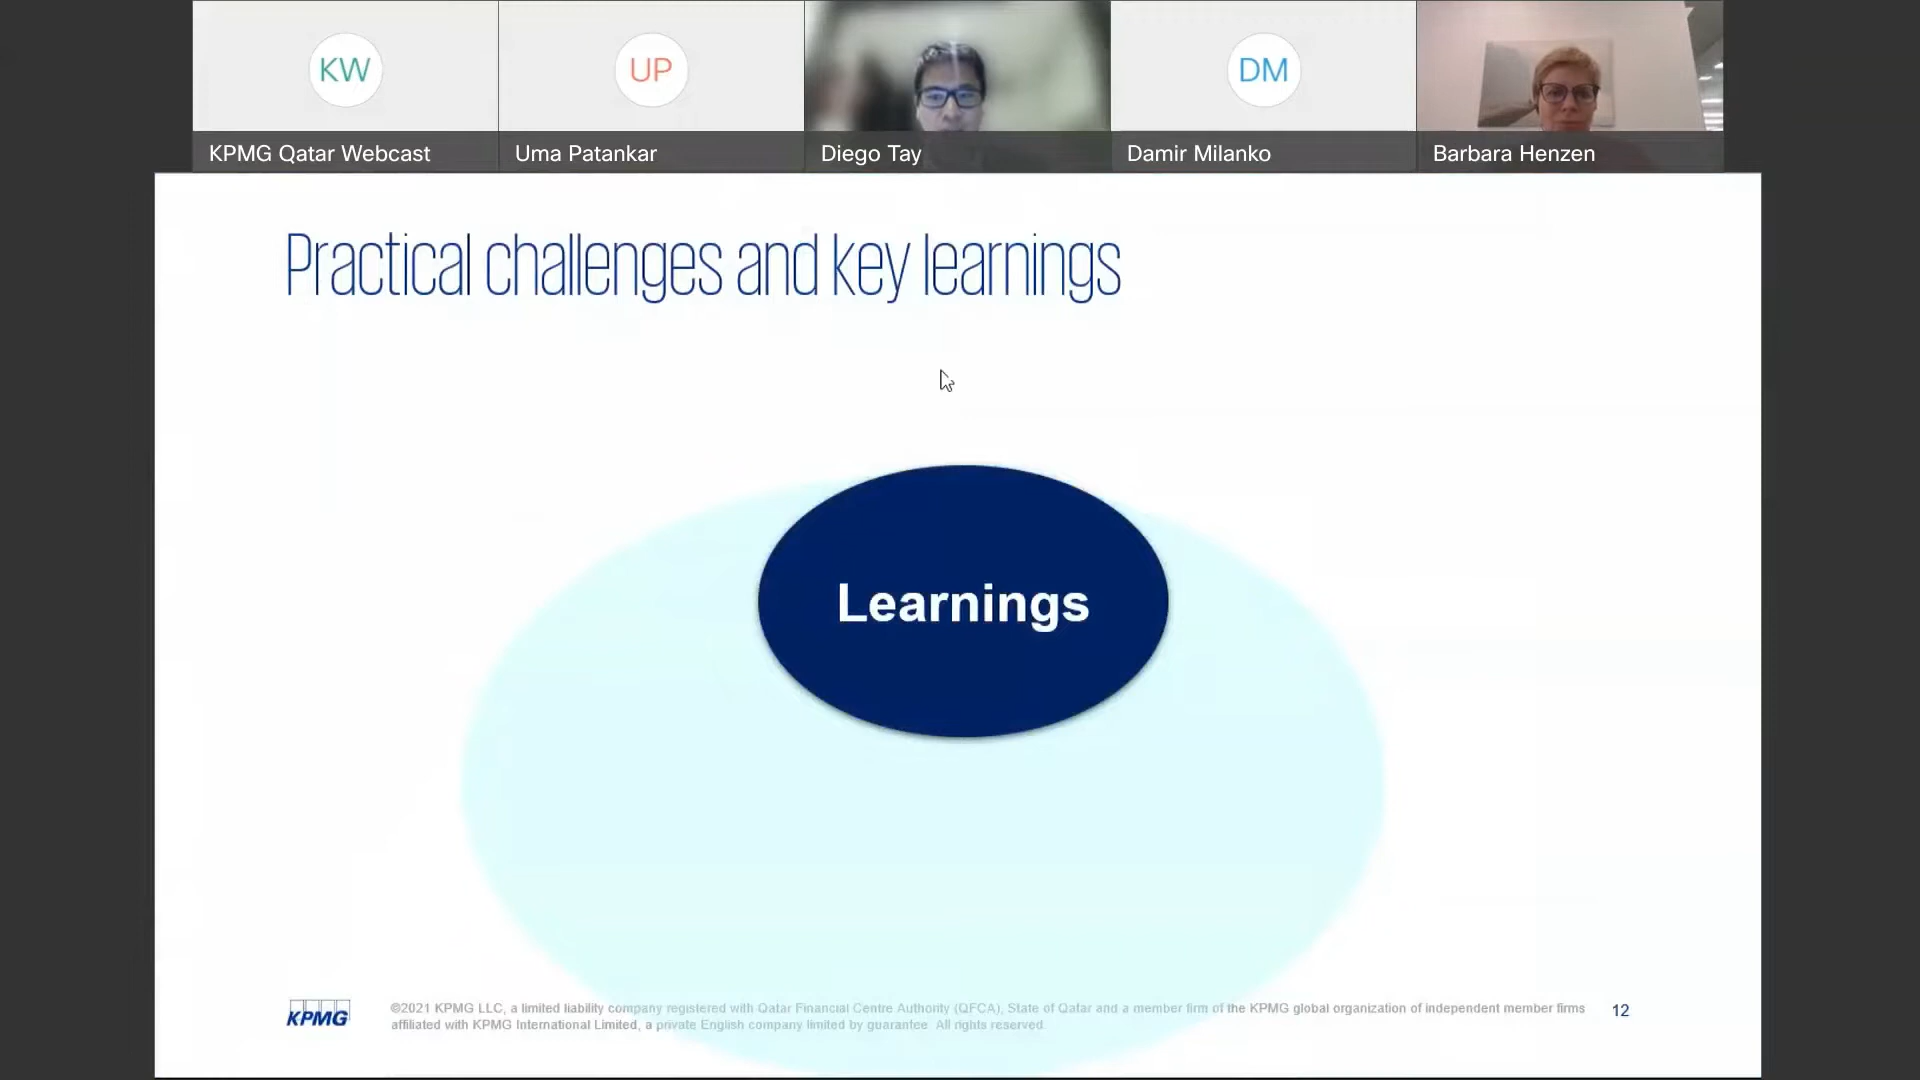 KW
UP
DM
KPMG Qatar Webcast
Uma Patankar
Diego Tay
Damir Milanko
Barbara Henzen
Practical challenges and key learnings
Learnings
KPMG
©2021 KPMG LLC, a limited liability company registered with Qatar Financial Centre Authority (QFCA), State of Qatar and a member firm of the KPMG global organization of independent member firms
affiliated with KPMG International Limited, a private English company limited by guarantee. All rights reserved.
12